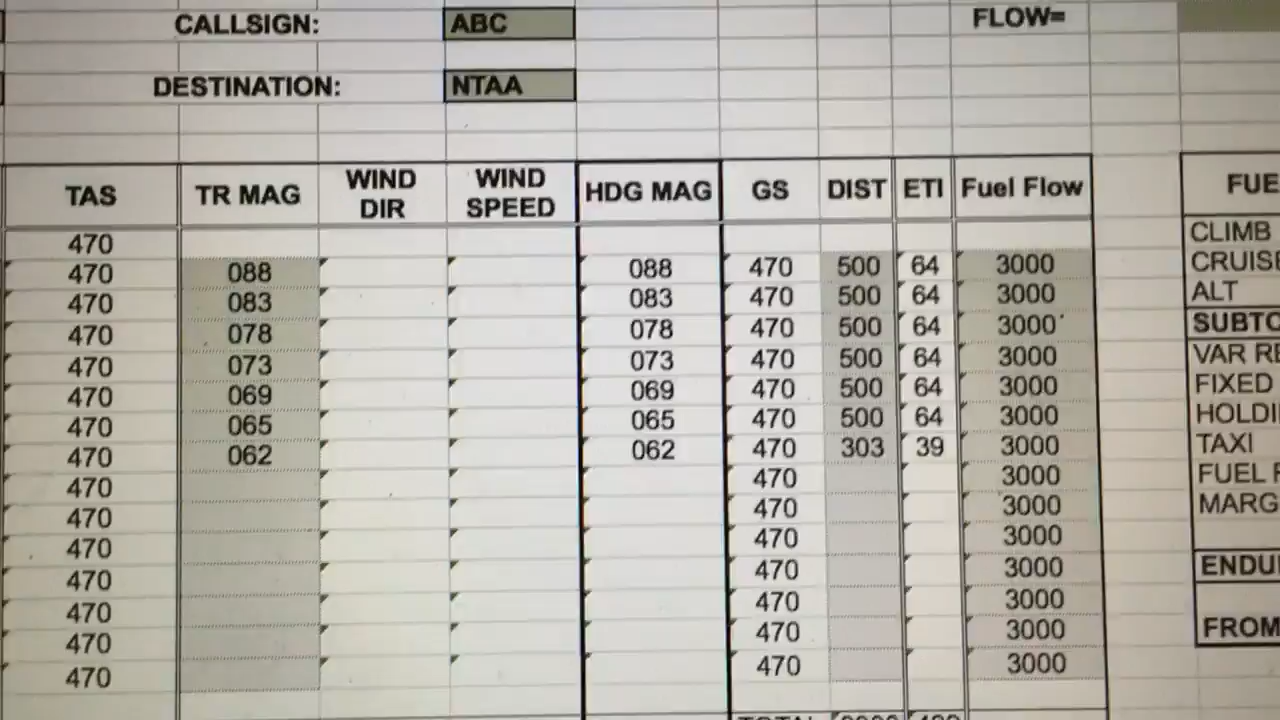 CALLSIGN: ABC FLOW=
DESTINATION: NTAA
TAS TR MAG WIND DIR WIND SPEED HDG MAG GS DIST ETI Fuel Flow
470 CLIMB
470 088 088 470 500 64 3000
470 083 083 470 500 64 3000 ALT
470 078 078 470 500 64 3000
470 073 073 470 500 64 3000 VAR
470 069 069 470 500 64 3000 FIXED
470 065 065 470 500 64 3000
470 062 062 470 303 39 3000 TAXI
470 470 3000 FUEL
470 470 3000
470 470 3000
470 470 3000
470 470 3000
470 470 3000 FROM
470 470 3000